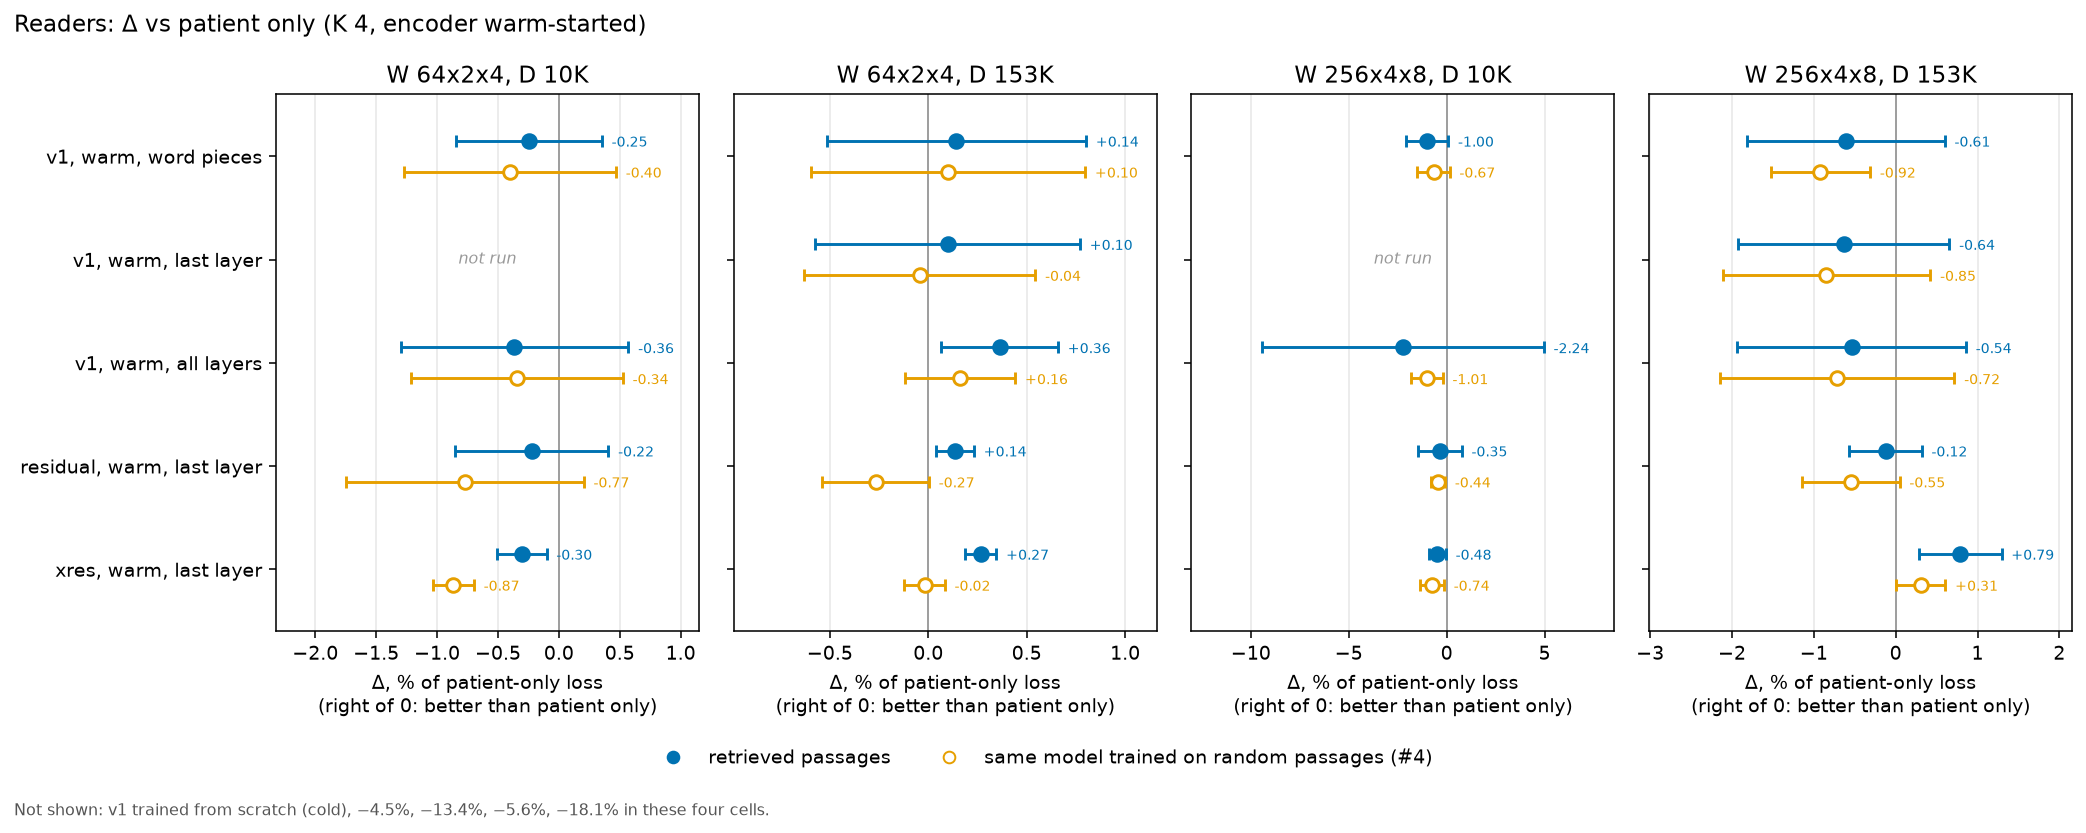 Readers: Δ vs patient only (K 4, encoder warm-started)
W 64x2x4, D 10K
W 64x2x4, D 153K
W 256x4x8, D 10K
W 256x4x8, D 153K
v1, warm, word pieces
-0.25
+0.14
-1.00
-0.61
-0.40
+0.10
-0.67
-0.92
v1, warm, last layer
not run
+0.10
not run
-0.64
-0.04
-0.85
v1, warm, all layers
-0.36
+0.36
-2.24
-0.54
-0.34
+0.16
-1.01
-0.72
residual, warm, last layer
-0.22
+0.14
-0.35
-0.12
-0.77
-0.27
-0.44
-0.55
xres, warm, last layer
-0.30
+0.27
-0.48
+0.79
-0.87
-0.02
-0.74
+0.31
−2.0 −1.5 −1.0 −0.5 0.0 0.5 1.0
−0.5 0.0 0.5 1.0
−10 −5 0 5
−3 −2 −1 0 1 2
Δ, % of patient-only loss
(right of 0: better than patient only)
Δ, % of patient-only loss
(right of 0: better than patient only)
Δ, % of patient-only loss
(right of 0: better than patient only)
Δ, % of patient-only loss
(right of 0: better than patient only)
retrieved passages
same model trained on random passages (#4)
Not shown: v1 trained from scratch (cold), −4.5%, −13.4%, −5.6%, −18.1% in these four cells.